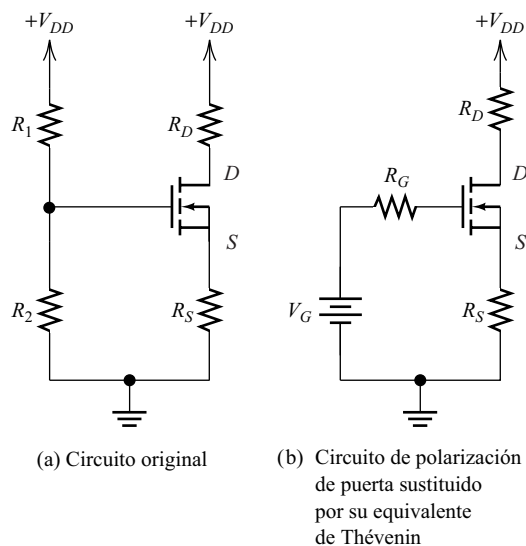 +V_DD
+V_DD
R_1
R_D
D
S
R_2
R_S
(a) Circuito original
+V_DD
R_D
D
R_G
S
V_G
R_S
(b) Circuito de polarización
de puerta sustituido
por su equivalente
de Thévenin